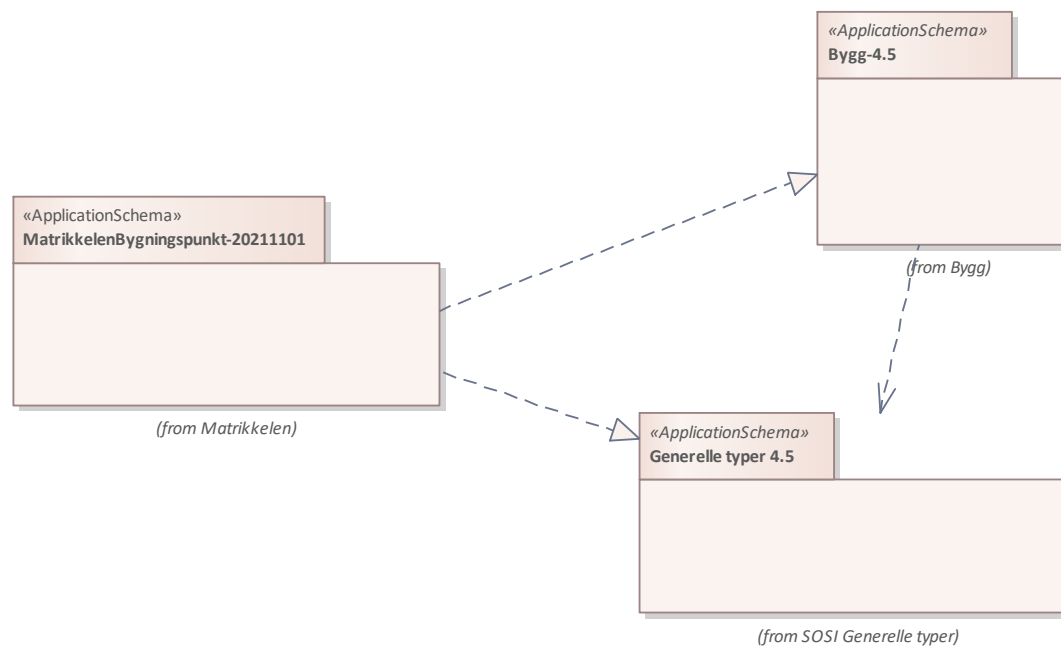 «ApplicationSchema»
Bygg-4.5
(from Bygg)
«ApplicationSchema»
MatrikkelenBygningspunkt-20211101
(from Matrikkelen)
«ApplicationSchema»
Generelle typer 4.5
(from SOSI Generelle typer)